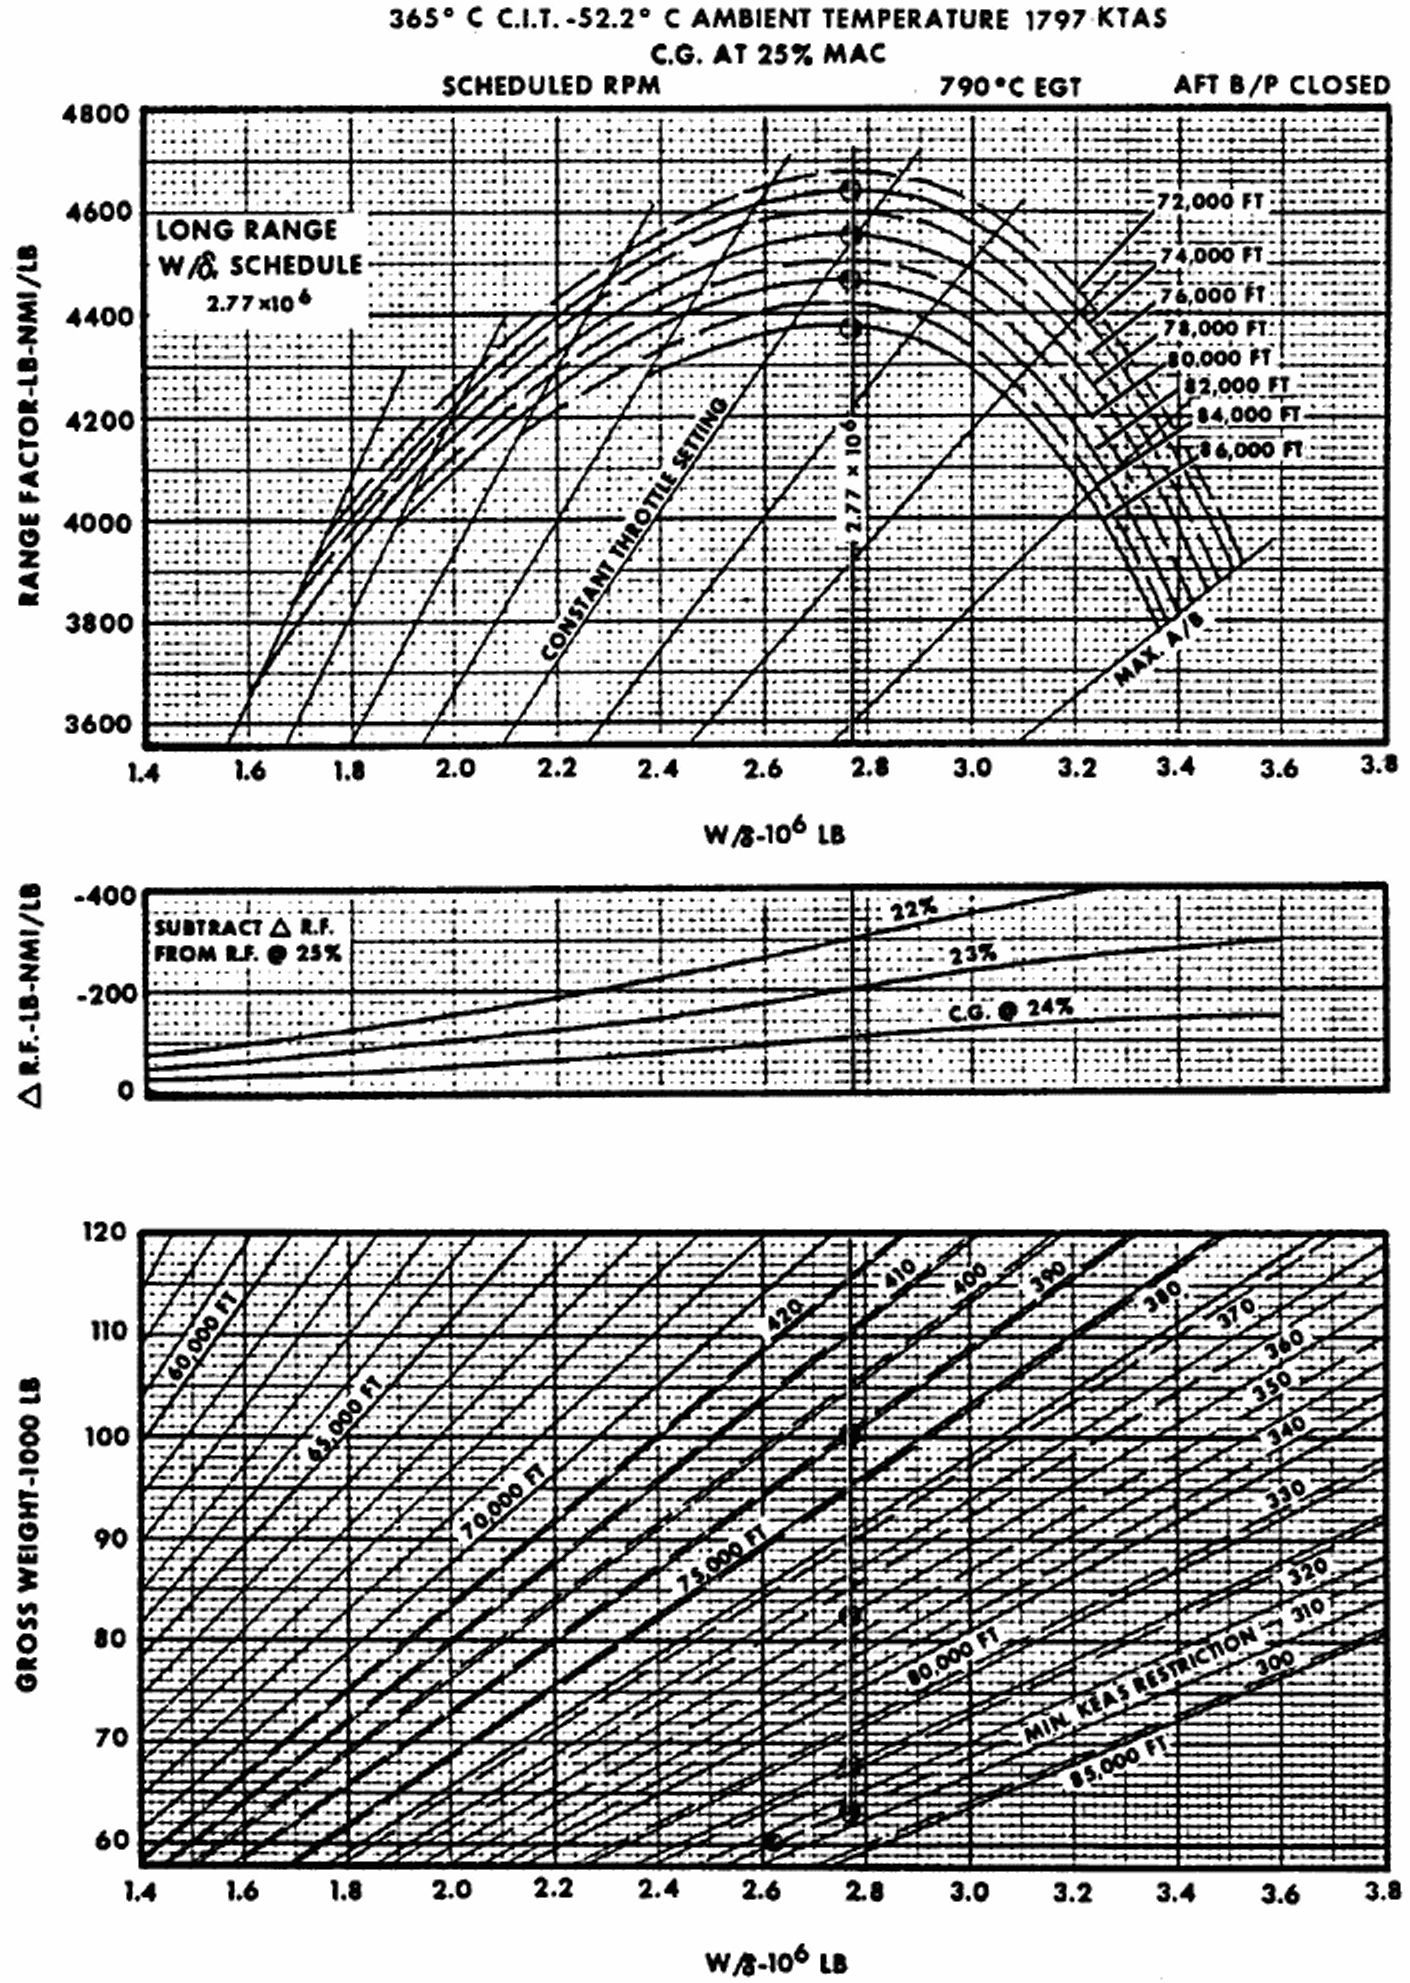 365° C C.I.T. -52.2° C AMBIENT TEMPERATURE 1797 KTAS
C.G. AT 25% MAC
SCHEDULED RPM 790°C EGT AFT B/P CLOSED
RANGE FACTOR-LB-NMI/LB
4800
4600
4400
4200
4000
3800
3600
LONG RANGE
W/δ, SCHEDULE
2.77×10⁶
72,000 FT
74,000 FT
76,000 FT
78,000 FT
80,000 FT
82,000 FT
84,000 FT
86,000 FT
CONSTANT THROTTLE SETTING
2.77 × 10⁶
MAX. A/B
1.4 1.6 1.8 2.0 2.2 2.4 2.6 2.8 3.0 3.2 3.4 3.6 3.8
W/δ-10⁶ LB
Δ R.F.-LB-NMI/LB
-400
-200
0
SUBTRACT Δ R.F.
FROM R.F. @ 25%
22%
23%
C.G. @ 24%
GROSS WEIGHT-1000 LB
120
110
100
90
80
70
60
60,000 FT
65,000 FT
70,000 FT
75,000 FT
80,000 FT
85,000 FT
420
410
400
390
380
370
360
350
340
330
320
310
300
MIN. KEAS RESTRICTION
1.4 1.6 1.8 2.0 2.2 2.4 2.6 2.8 3.0 3.2 3.4 3.6 3.8
W/δ-10⁶ LB